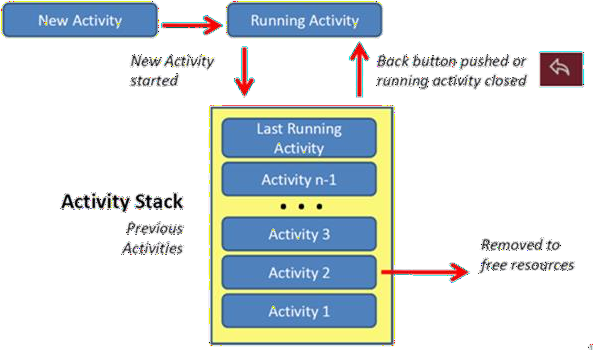 New Activity
Running Activity
New Activity
started
Back button pushed or
running activity closed
Last Running
Activity
Activity n-1
• • •
Activity Stack
Previous
Activities
Activity 3
Activity 2
Activity 1
Removed to
free resources